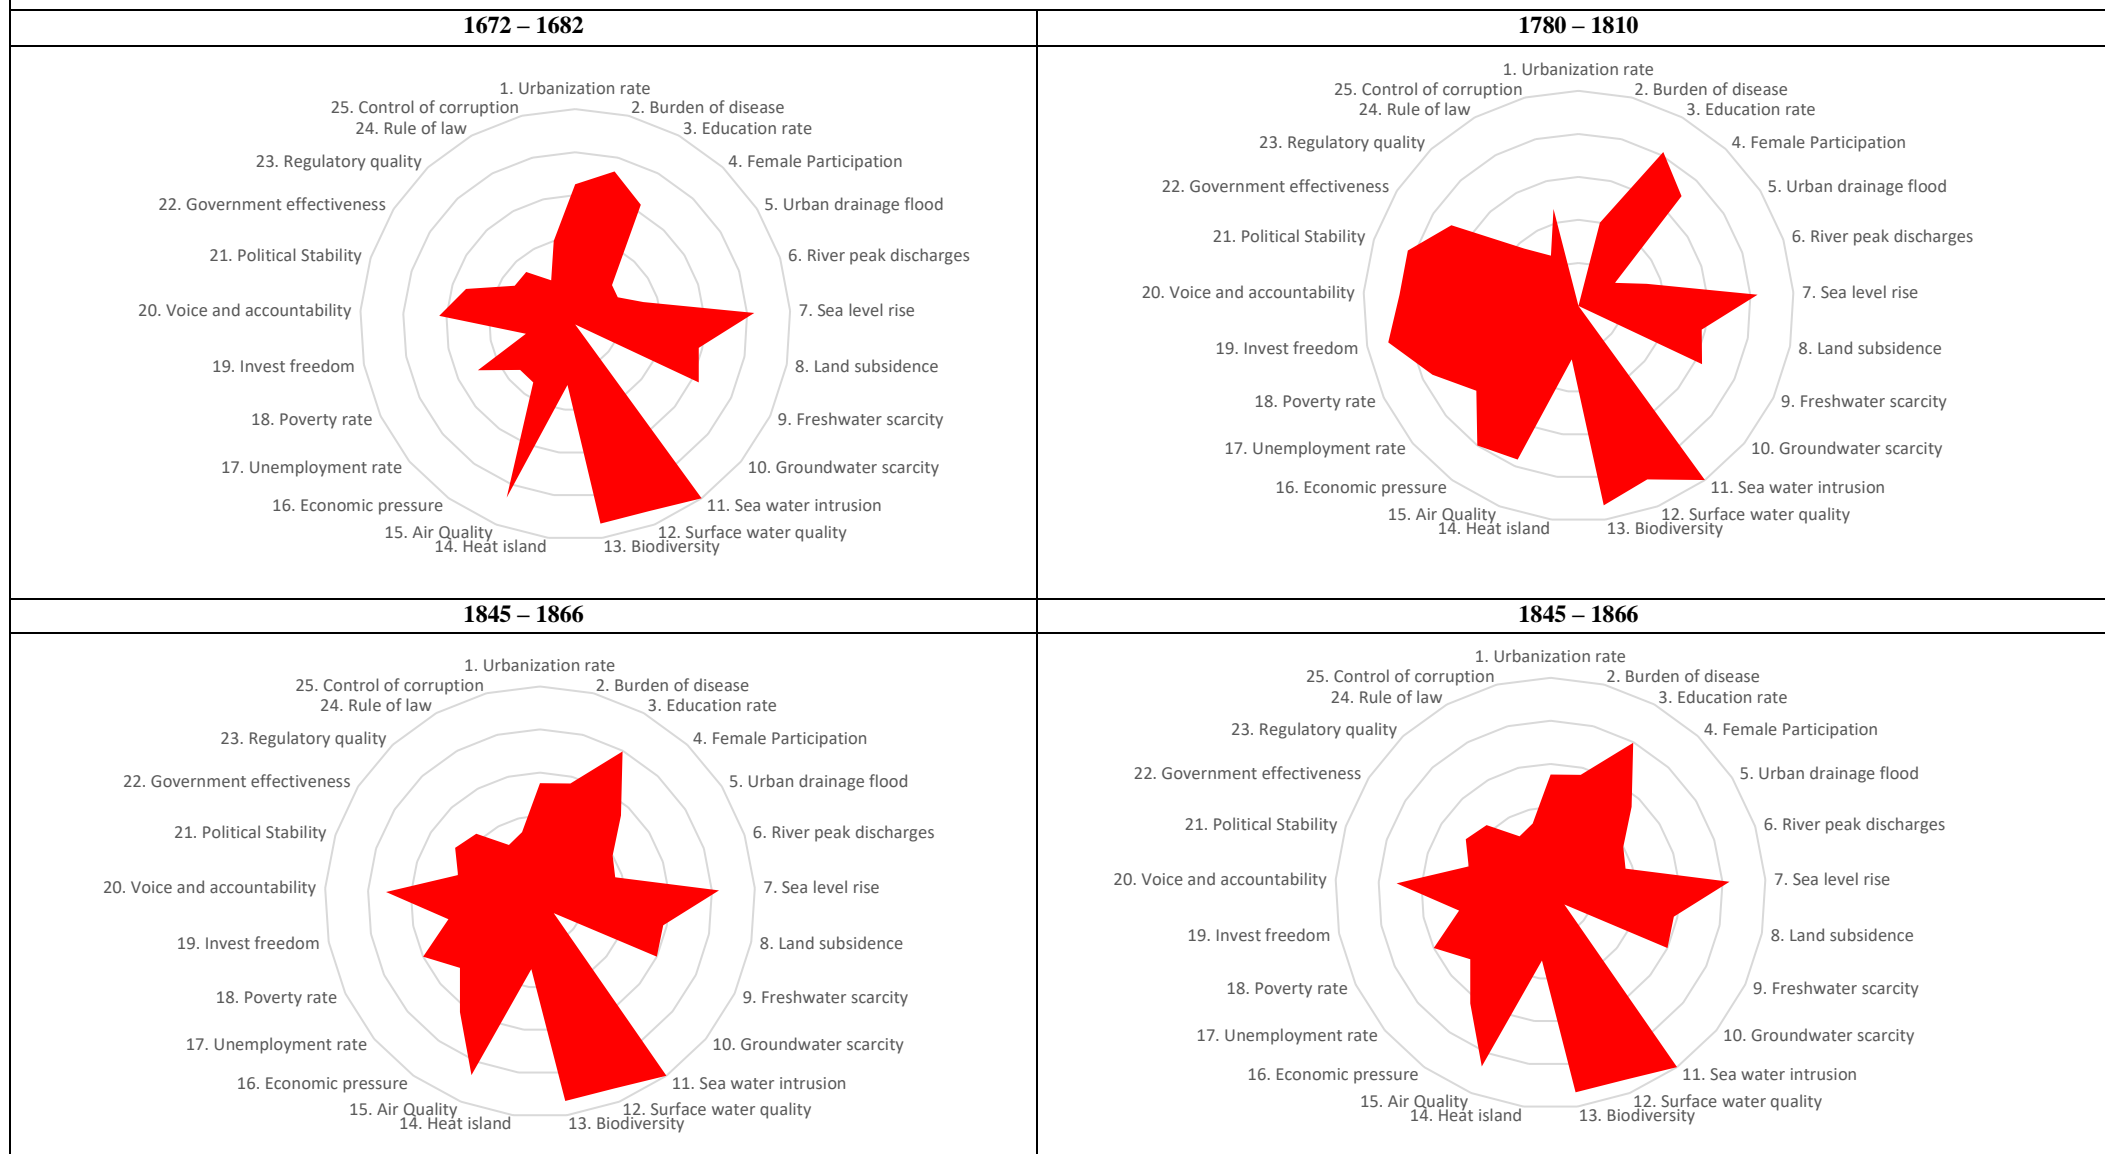 1672 – 1682
1. Urbanization rate
2. Burden of disease
3. Education rate
4. Female Participation
5. Urban drainage flood
6. River peak discharges
7. Sea level rise
8. Land subsidence
9. Freshwater scarcity
10. Groundwater scarcity
11. Sea water intrusion
12. Surface water quality
13. Biodiversity
14. Heat island
15. Air Quality
16. Economic pressure
17. Unemployment rate
18. Poverty rate
19. Invest freedom
20. Voice and accountability
21. Political Stability
22. Government effectiveness
23. Regulatory quality
24. Rule of law
25. Control of corruption
1780 – 1810
1. Urbanization rate
2. Burden of disease
3. Education rate
4. Female Participation
5. Urban drainage flood
6. River peak discharges
7. Sea level rise
8. Land subsidence
9. Freshwater scarcity
10. Groundwater scarcity
11. Sea water intrusion
12. Surface water quality
13. Biodiversity
14. Heat island
15. Air Quality
16. Economic pressure
17. Unemployment rate
18. Poverty rate
19. Invest freedom
20. Voice and accountability
21. Political Stability
22. Government effectiveness
23. Regulatory quality
24. Rule of law
25. Control of corruption
1845 – 1866
1. Urbanization rate
2. Burden of disease
3. Education rate
4. Female Participation
5. Urban drainage flood
6. River peak discharges
7. Sea level rise
8. Land subsidence
9. Freshwater scarcity
10. Groundwater scarcity
11. Sea water intrusion
12. Surface water quality
13. Biodiversity
14. Heat island
15. Air Quality
16. Economic pressure
17. Unemployment rate
18. Poverty rate
19. Invest freedom
20. Voice and accountability
21. Political Stability
22. Government effectiveness
23. Regulatory quality
24. Rule of law
25. Control of corruption
1845 – 1866
1. Urbanization rate
2. Burden of disease
3. Education rate
4. Female Participation
5. Urban drainage flood
6. River peak discharges
7. Sea level rise
8. Land subsidence
9. Freshwater scarcity
10. Groundwater scarcity
11. Sea water intrusion
12. Surface water quality
13. Biodiversity
14. Heat island
15. Air Quality
16. Economic pressure
17. Unemployment rate
18. Poverty rate
19. Invest freedom
20. Voice and accountability
21. Political Stability
22. Government effectiveness
23. Regulatory quality
24. Rule of law
25. Control of corruption